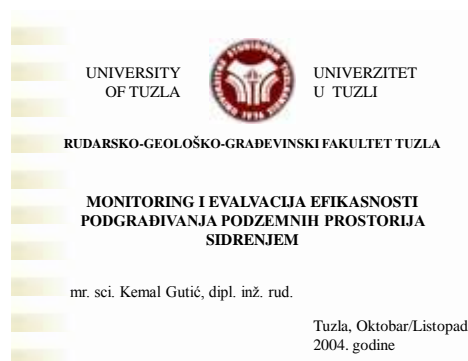 UNIVERSITY
OF TUZLA
UNIVERZITET
U TUZLI
RUDARSKO-GEOLOŠKO-GRAĐEVINSKI FAKULTET TUZLA
MONITORING I EVALVACIJA EFIKASNOSTI
PODGRAĐIVANJA PODZEMNIH PROSTORIJA
SIDRENJEM
mr. sci. Kemal Gutić, dipl. inž. rud.
Tuzla, Oktobar/Listopad
2004. godine